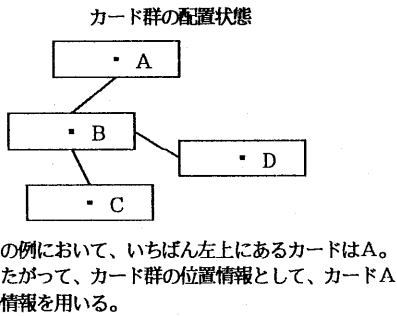 カード群の配置状態
A
B
D
C
の例において、いちばん左上にあるカードはA。
たがって、カード群の位置情報として、カードA
情報を用いる。